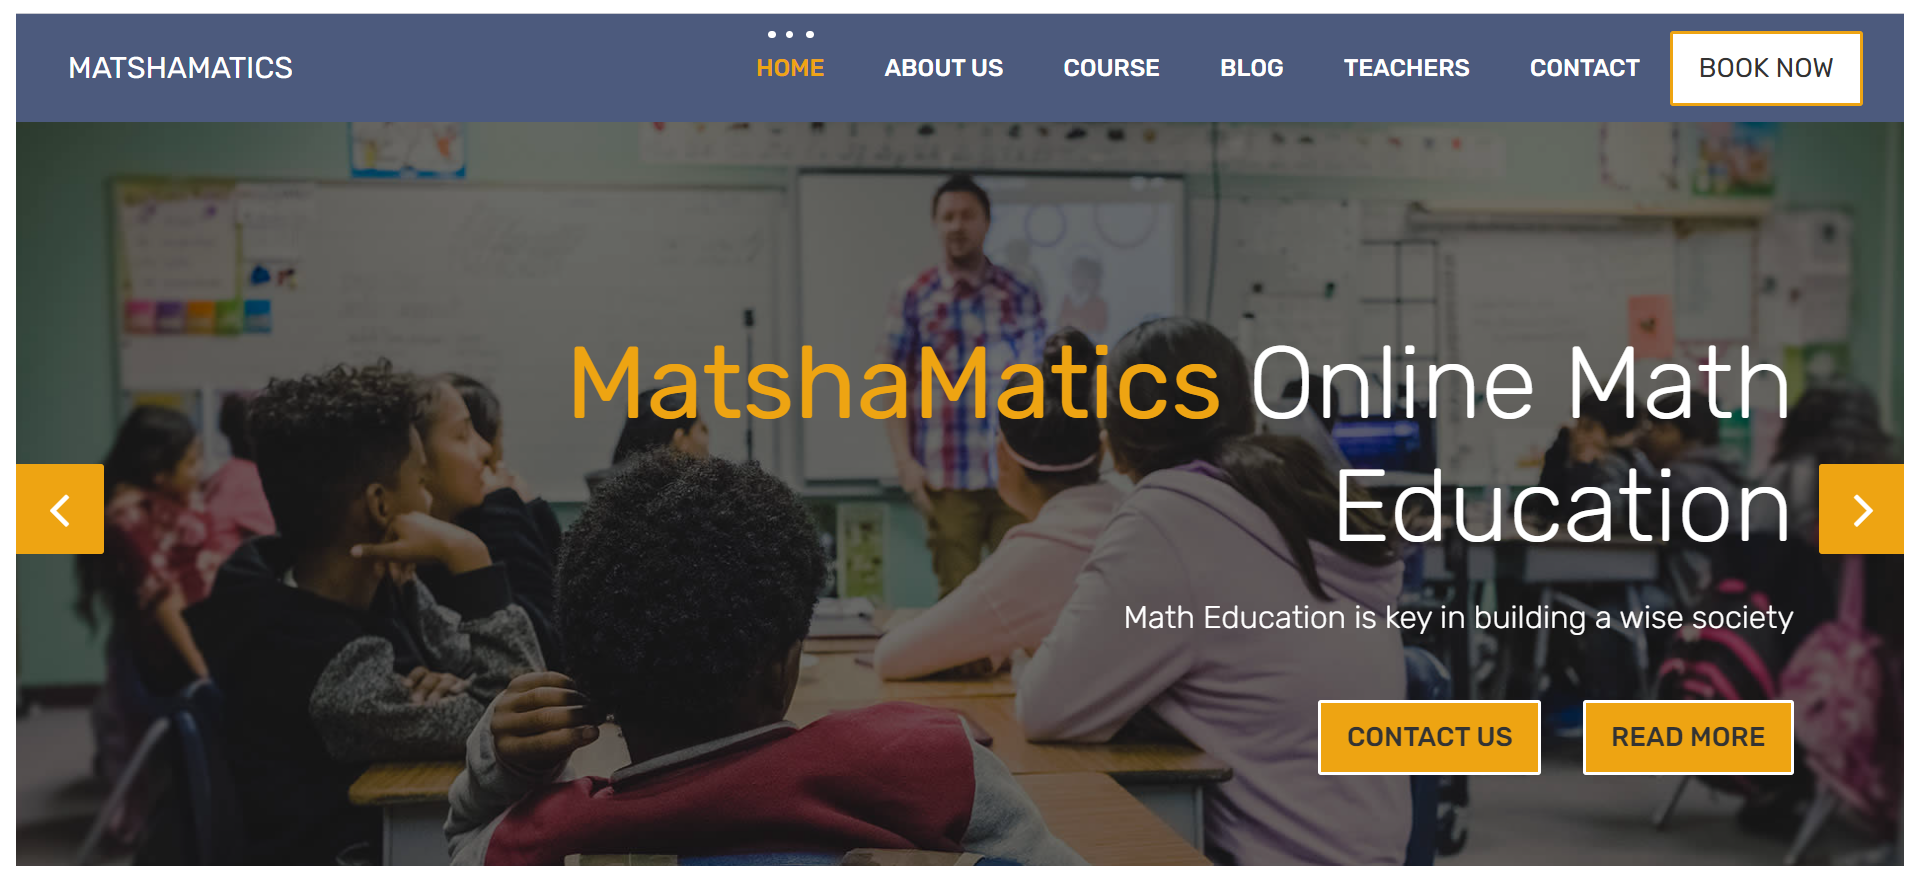 MATSHAMATICS
HOME ABOUT US COURSE BLOG TEACHERS CONTACT BOOK NOW
MatshaMatics Online Math
Education
Math Education is key in building a wise society
CONTACT US READ MORE